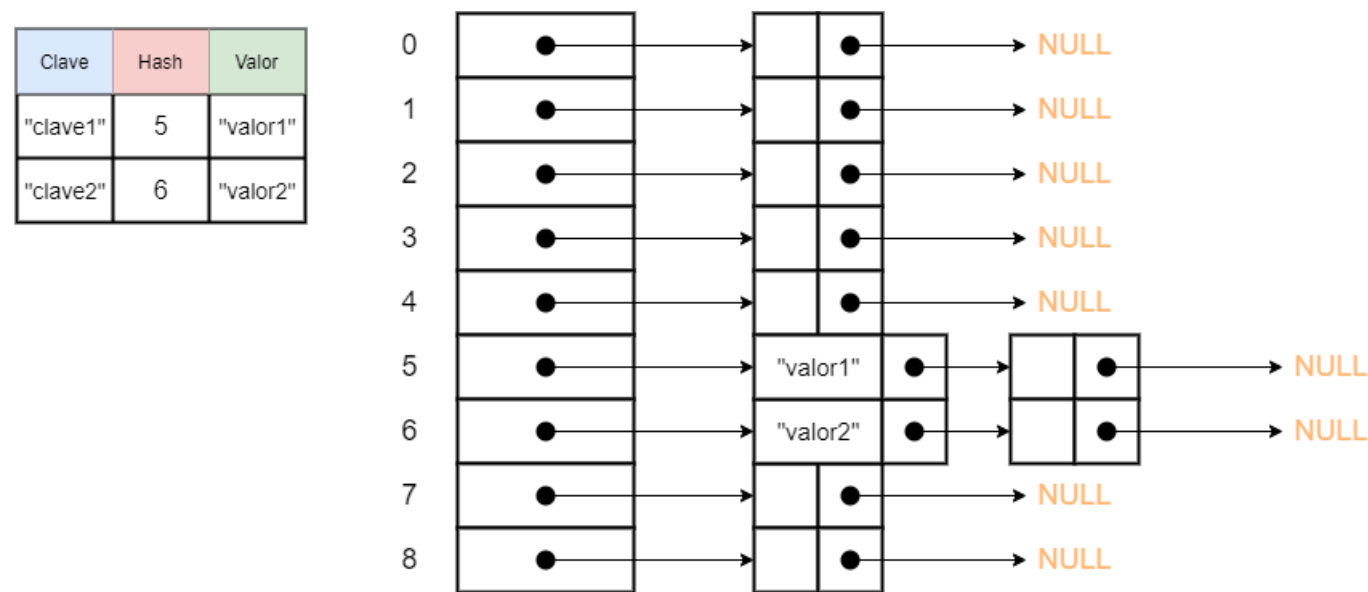 Clave Hash Valor
"clave1" 5 "valor1"
"clave2" 6 "valor2"
0 NULL
1 NULL
2 NULL
3 NULL
4 NULL
5 "valor1" NULL
6 "valor2" NULL
7 NULL
8 NULL